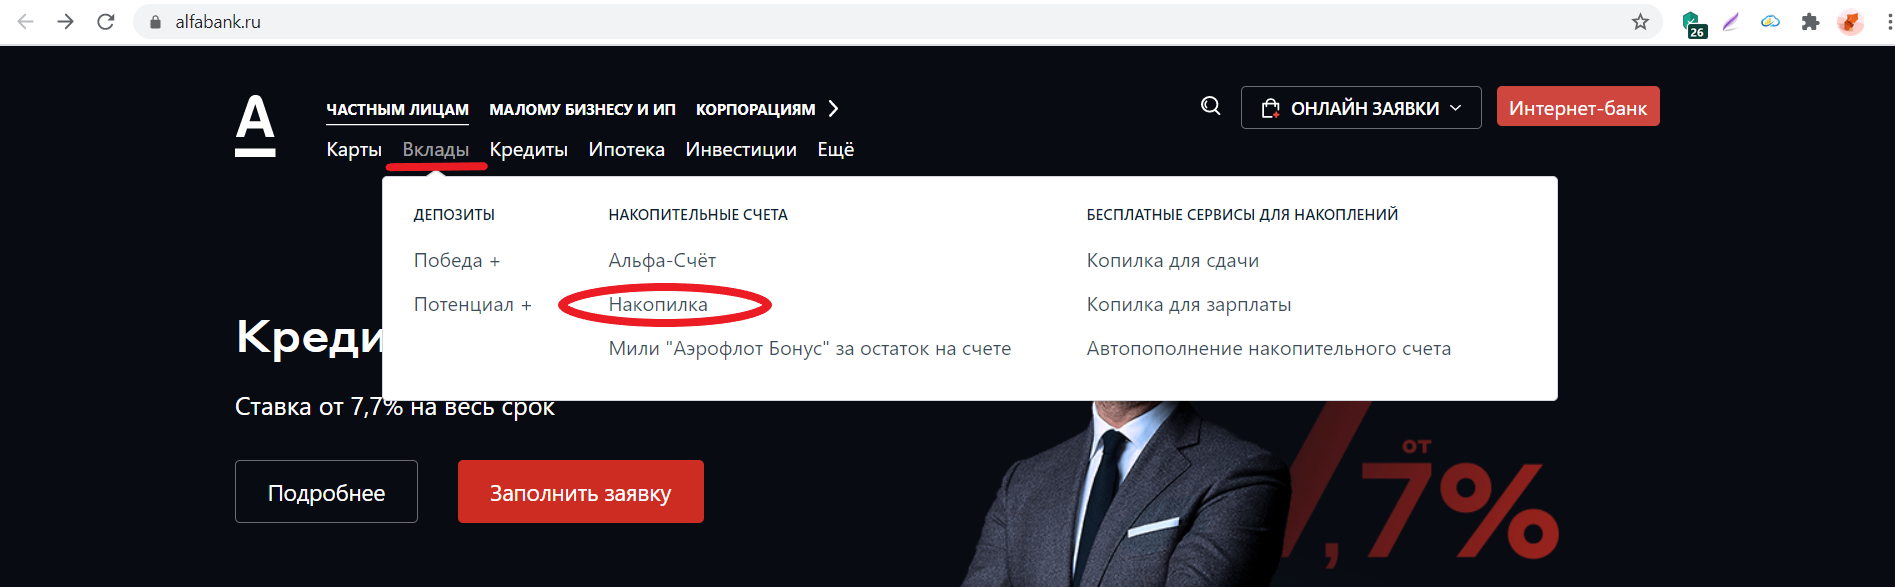 alfabank.ru
26
А
ЧАСТНЫМ ЛИЦАМ МАЛОМУ БИЗНЕСУ И ИП КОРПОРАЦИЯМ
ОНЛАЙН ЗАЯВКИ
Интернет-банк
Карты Вклады Кредиты Ипотека Инвестиции Ещё
ДЕПОЗИТЫ
Победа +
Потенциал +
НАКОПИТЕЛЬНЫЕ СЧЕТА
Альфа-Счёт
Накопилка
Мили "Аэрофлот Бонус" за остаток на счете
БЕСПЛАТНЫЕ СЕРВИСЫ ДЛЯ НАКОПЛЕНИЙ
Копилка для сдачи
Копилка для зарплаты
Автопополнение накопительного счета
Креди
Ставка от 7,7% на весь срок
Подробнее
Заполнить заявку
ОТ
7,7%